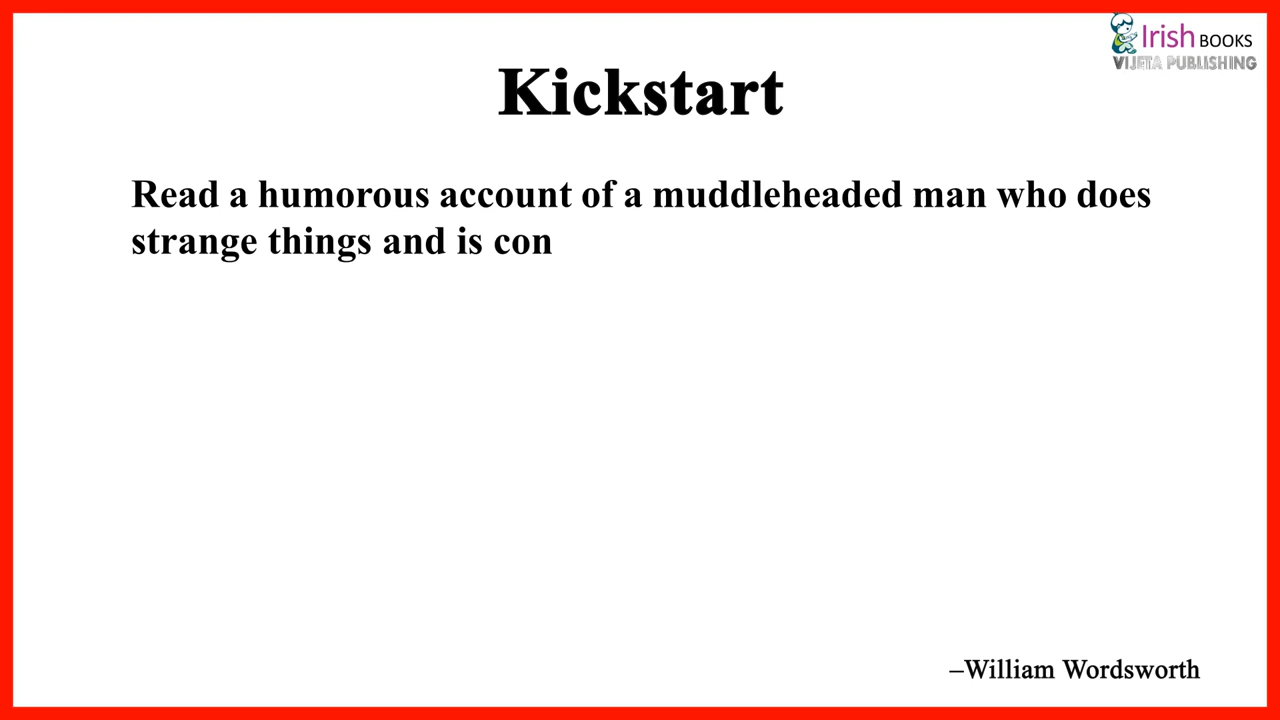 Irish BOOKS
VIJETA PUBLISHING
Kickstart
Read a humorous account of a muddleheaded man who does
strange things and is con
–William Wordsworth